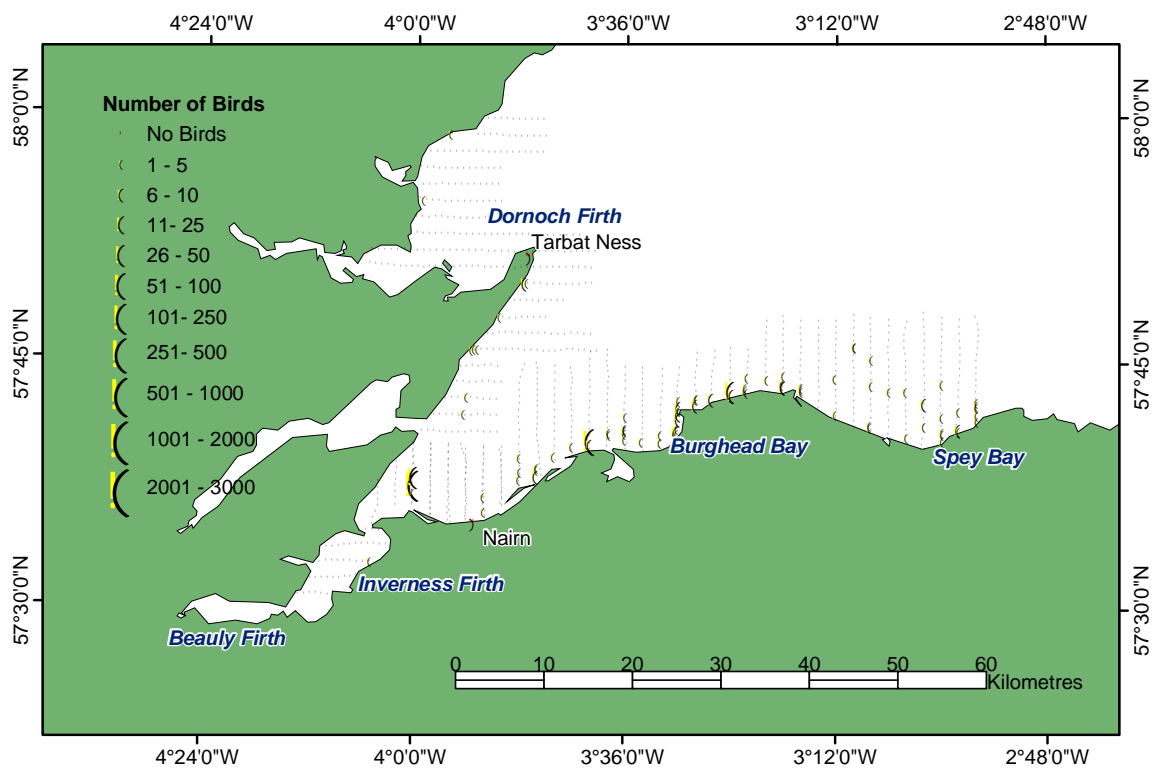 4°24'0"W 4°0'0"W 3°36'0"W 3°12'0"W 2°48'0"W
58°0'0"N
58°0'0"N
Number of Birds
No Birds
1 - 5
6 - 10
11- 25
26 - 50
51 - 100
101- 250
251- 500
501 - 1000
1001 - 2000
2001 - 3000
Dornoch Firth
Tarbat Ness
57°45'0"N
57°45'0"N
Burghead Bay
Spey Bay
Nairn
Inverness Firth
57°30'0"N
57°30'0"N
Beauly Firth
0 10 20 30 40 50 60
Kilometres
4°24'0"W 4°0'0"W 3°36'0"W 3°12'0"W 2°48'0"W